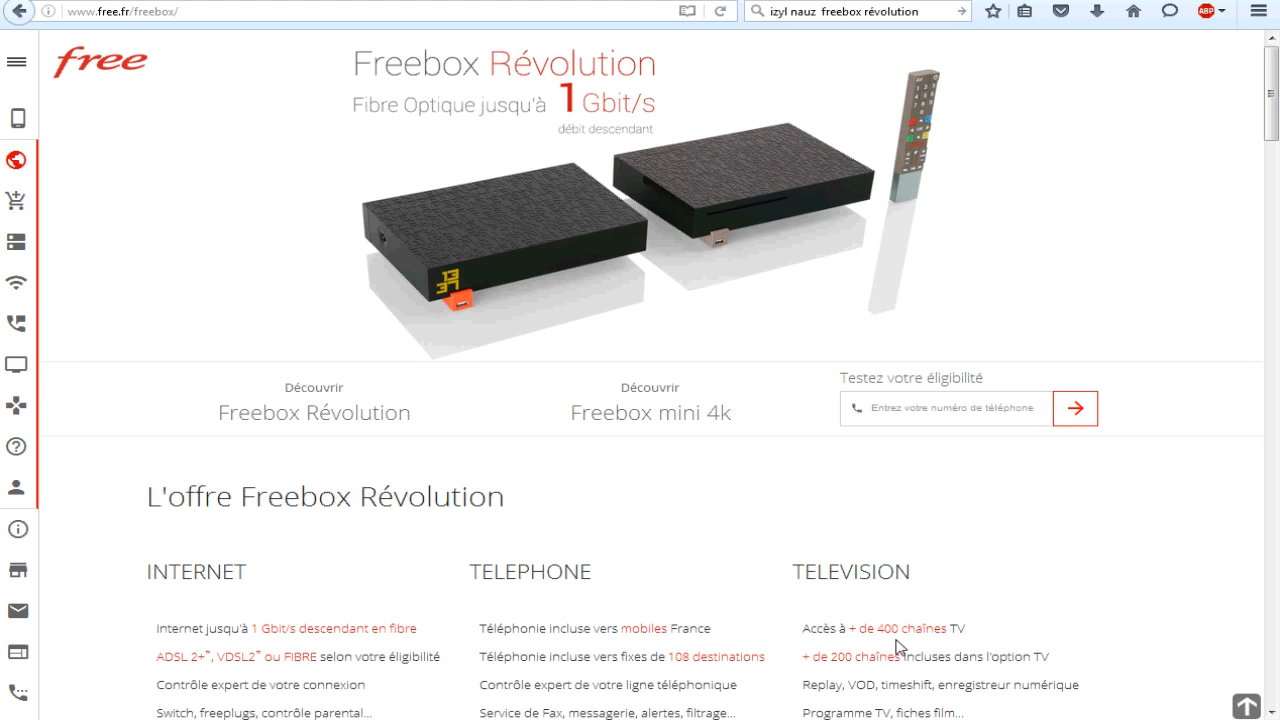 www.free.fr/freebox/
izyl nauz freebox révolution
ABP
free
Freebox Révolution
Fibre Optique jusqu'à 1 Gbit/s
débit descendant
Découvrir
Freebox Révolution
Découvrir
Freebox mini 4k
Testez votre éligibilité
Entrez votre numéro de téléphone
L'offre Freebox Révolution
INTERNET
Internet jusqu'à 1 Gbit/s descendant en fibre
ADSL 2+*, VDSL2* ou FIBRE selon votre éligibilité
Contrôle expert de votre connexion
Switch, freeplugs, contrôle parental...
TELEPHONE
Téléphonie incluse vers mobiles France
Téléphonie incluse vers fixes de 108 destinations
Contrôle expert de votre ligne téléphonique
Service de Fax, messagerie, alertes, filtrage...
TELEVISION
Accès à + de 400 chaînes TV
+ de 200 chaînes incluses dans l'option TV
Replay, VOD, timeshift, enregistreur numérique
Programme TV, fiches film...